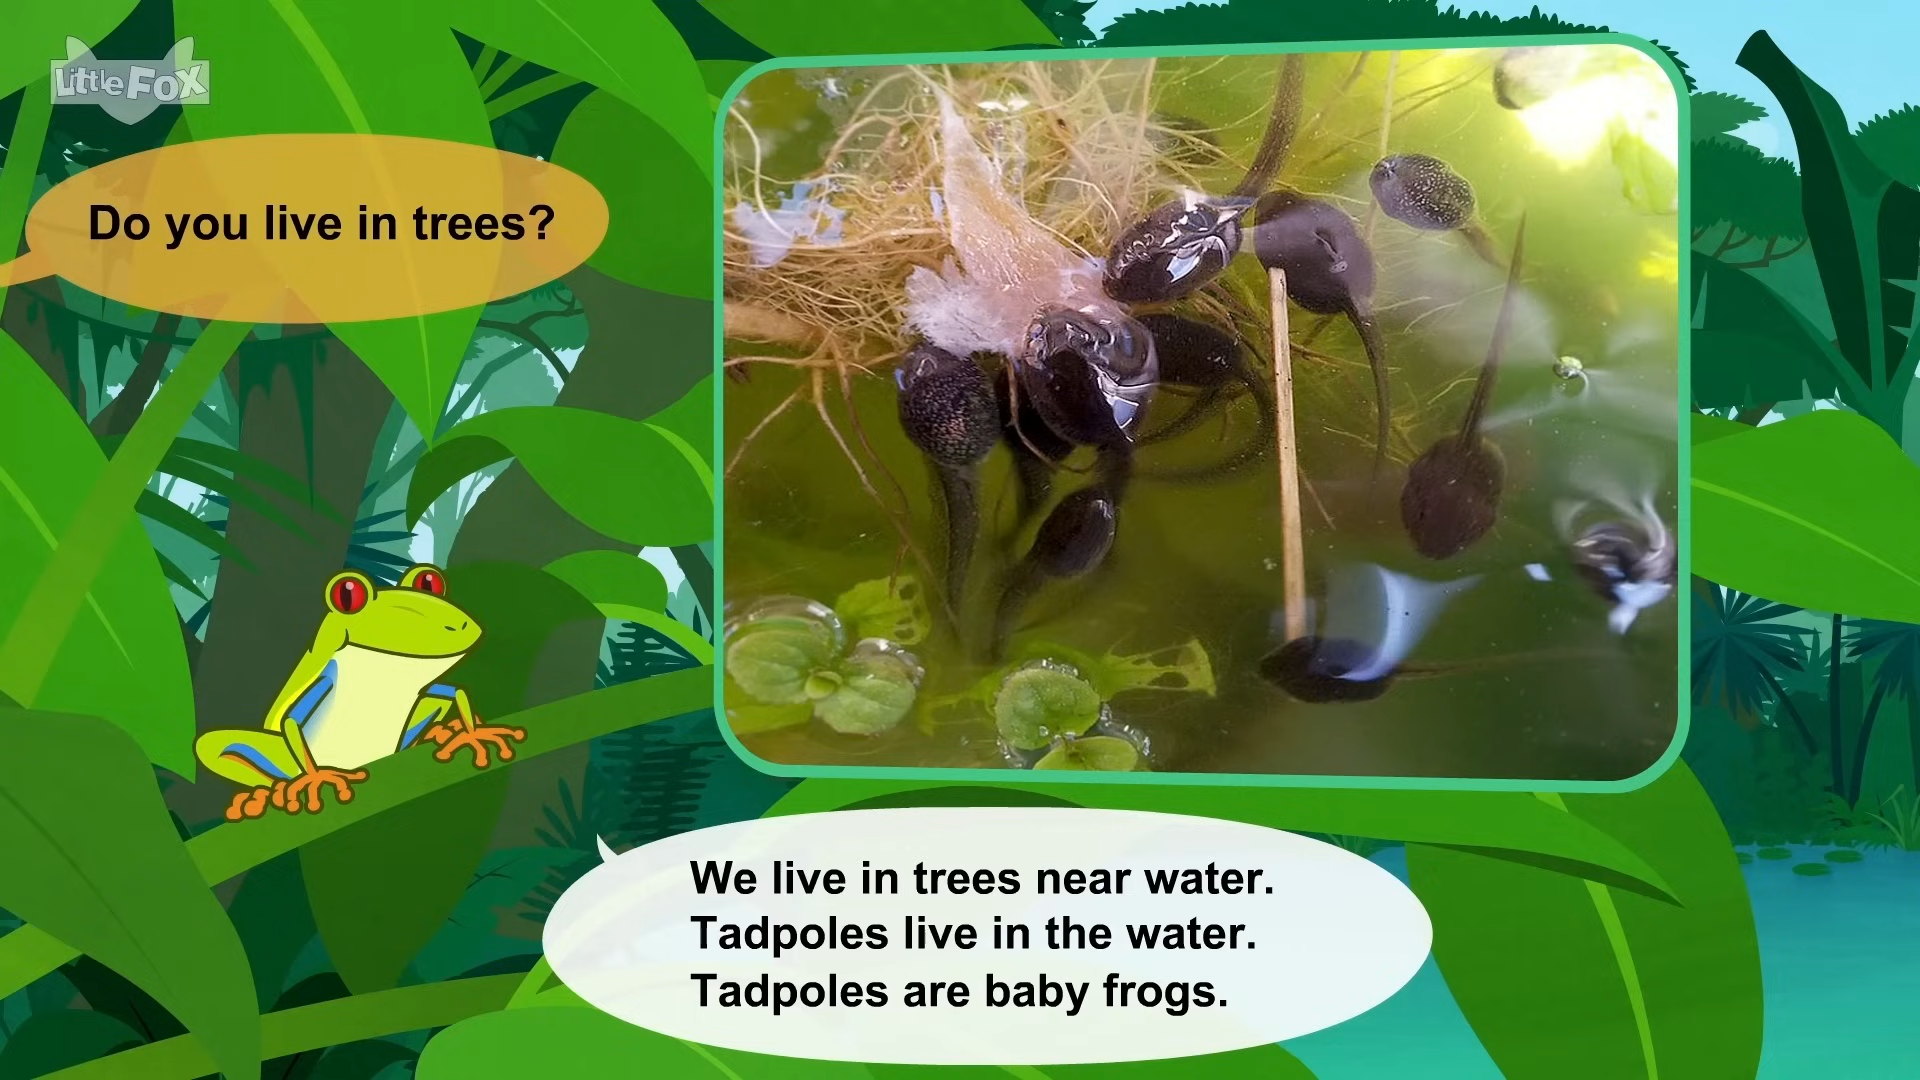 Little Fox
Do you live in trees?
We live in trees near water.
Tadpoles live in the water.
Tadpoles are baby frogs.